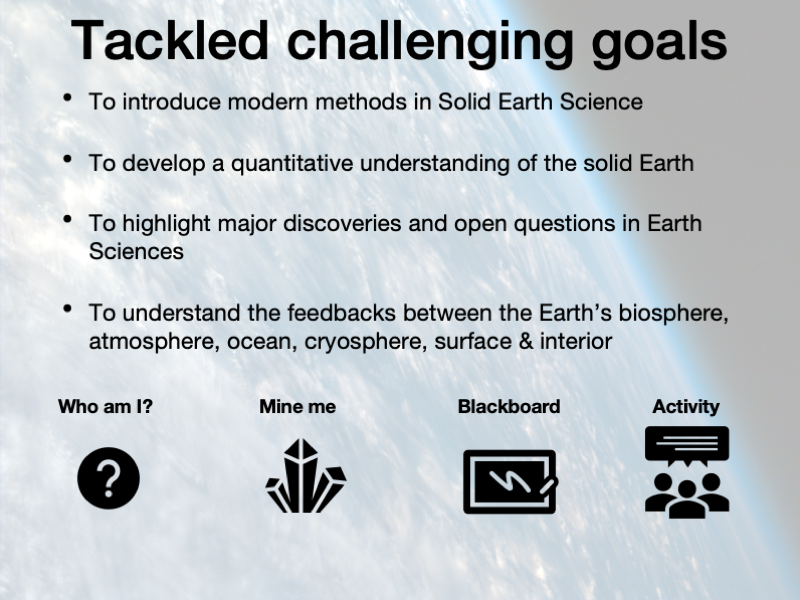 Tackled challenging goals
• To introduce modern methods in Solid Earth Science
• To develop a quantitative understanding of the solid Earth
• To highlight major discoveries and open questions in Earth
Sciences
• To understand the feedbacks between the Earth’s biosphere,
atmosphere, ocean, cryosphere, surface & interior
Who am I? Mine me Blackboard Activity
?